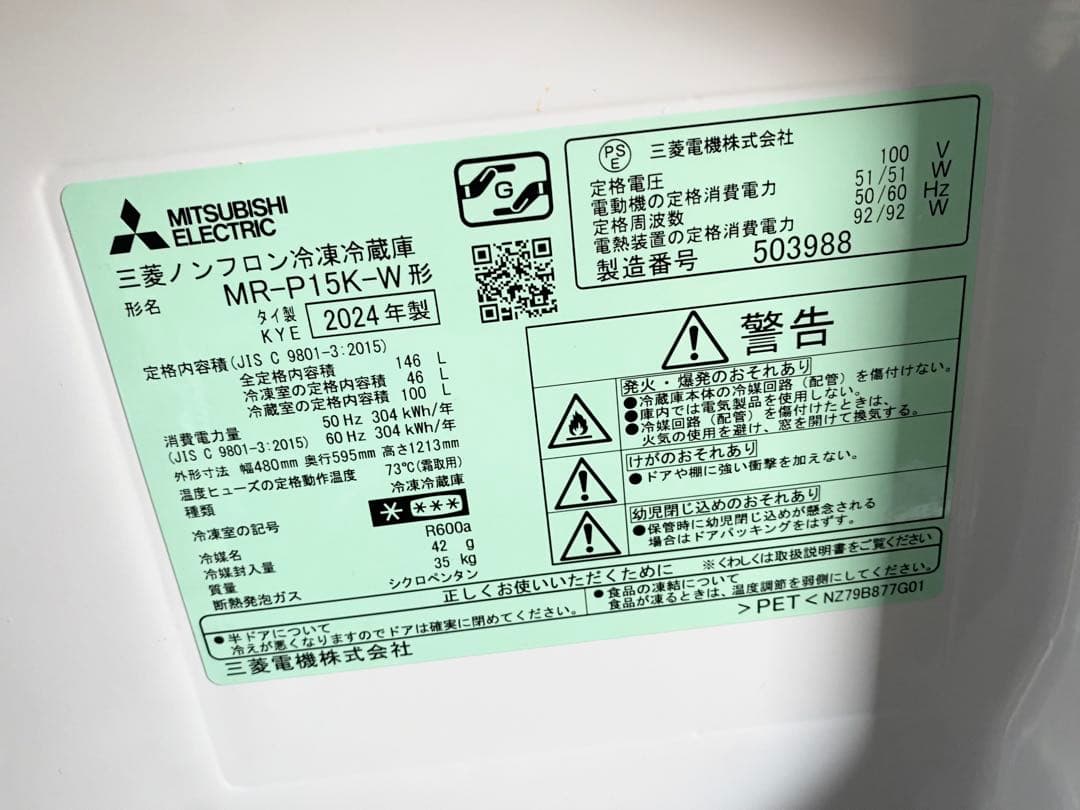 MITSUBISHI
ELECTRIC
三菱ノンフロン冷凍冷蔵庫
形名 MR-P15K-W形
タイ製
KYE 2024年製
定格内容積(JIS C 9801-3:2015)
全定格内容積 146 L
冷凍室の定格内容積 46 L
冷蔵室の定格内容積 100 L
消費電力量 50 Hz 304 kWh/年
(JIS C 9801-3:2015) 60 Hz 304 kWh/年
外形寸法 幅480mm 奥行595mm 高さ1213mm
温度ヒューズの定格動作温度 73℃(霜取用)
種類 冷凍冷蔵庫
冷凍室の記号 * ***
冷媒名 R600a
冷媒封入量 42 g
質量 35 kg
断熱発泡ガス シクロペンタン
G
PS
E
三菱電機株式会社
定格電圧 100 V
電動機の定格消費電力 51/51 W
定格周波数 50/60 Hz
電熱装置の定格消費電力 92/92 W
製造番号 503988
警告
発火・爆発のおそれあり
●冷蔵庫本体の冷媒回路(配管)を傷付けない。
●庫内では電気製品を使用しない。
●冷媒回路(配管)を傷付けたときは、
火気の使用を避け、窓を開けて換気する。
けがのおそれあり
●ドアや棚に強い衝撃を加えない。
幼児閉じ込めのおそれあり
●保管時に幼児閉じ込めが懸念される
場合はドアパッキングをはずす。
正しくお使いいただくために ※くわしくは取扱説明書をご覧ください
●半ドアについて
冷えが悪くなりますのでドアは確実に閉めてください。
●食品の凍結について
食品が凍るときは、温度調節を弱側にしてください。
三菱電機株式会社
>PET< NZ79B877G01